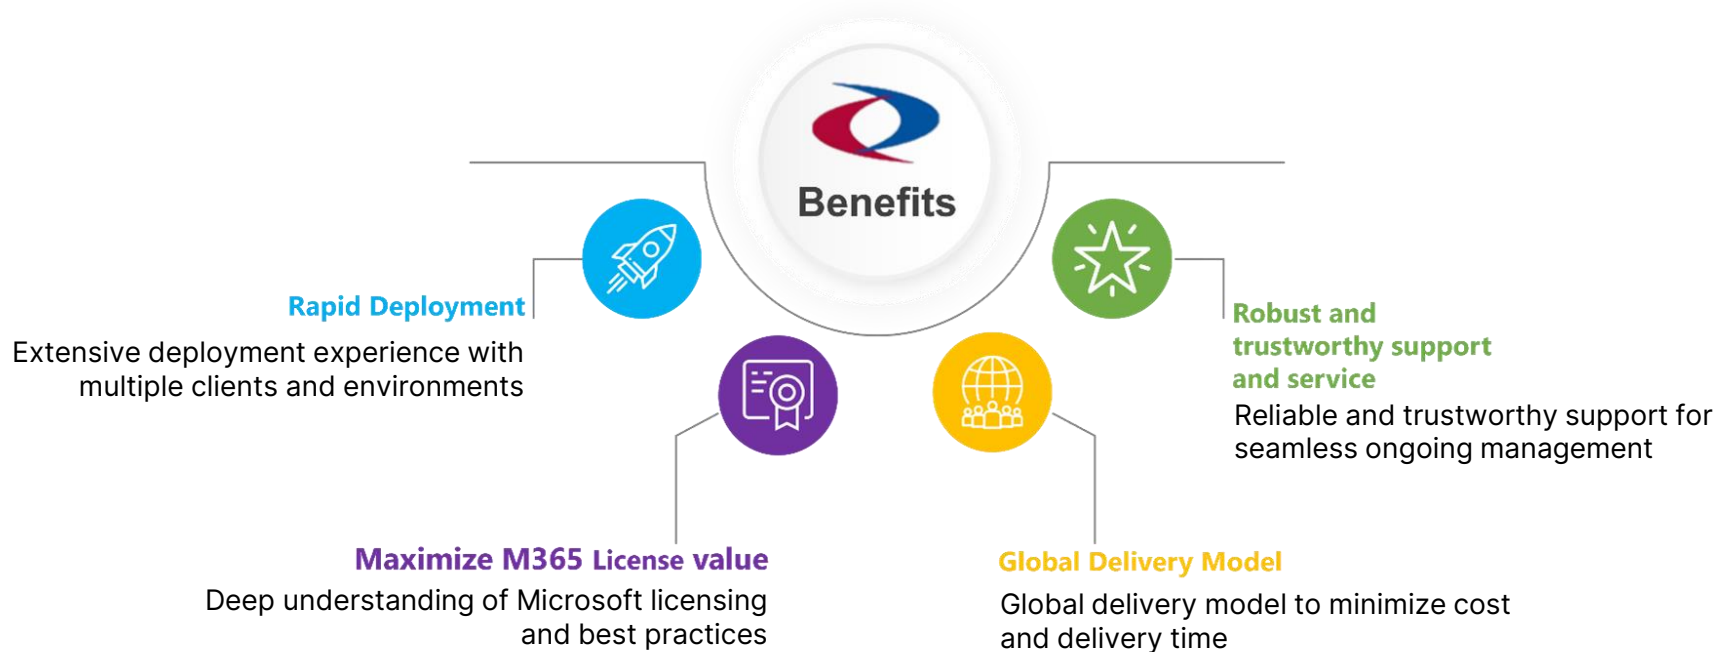 Benefits
Rapid Deployment
Extensive deployment experience with
multiple clients and environments
Maximize M365 License value
Deep understanding of Microsoft licensing
and best practices
Global Delivery Model
Global delivery model to minimize cost
and delivery time
Robust and
trustworthy support
and service
Reliable and trustworthy support for
seamless ongoing management